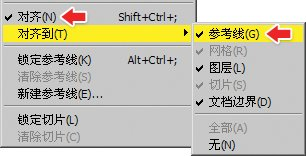 ✓ 对齐(N) Shift+Ctrl+;
对齐到(T)
锁定参考线(K) Alt+Ctrl+;
清除参考线(S)
新建参考线(E)...
锁定切片(L)
清除切片(C)
✓ 参考线(G)
✓ 网格(R)
✓ 图层(L)
✓ 切片(S)
✓ 文档边界(D)
全部(A)
无(N)